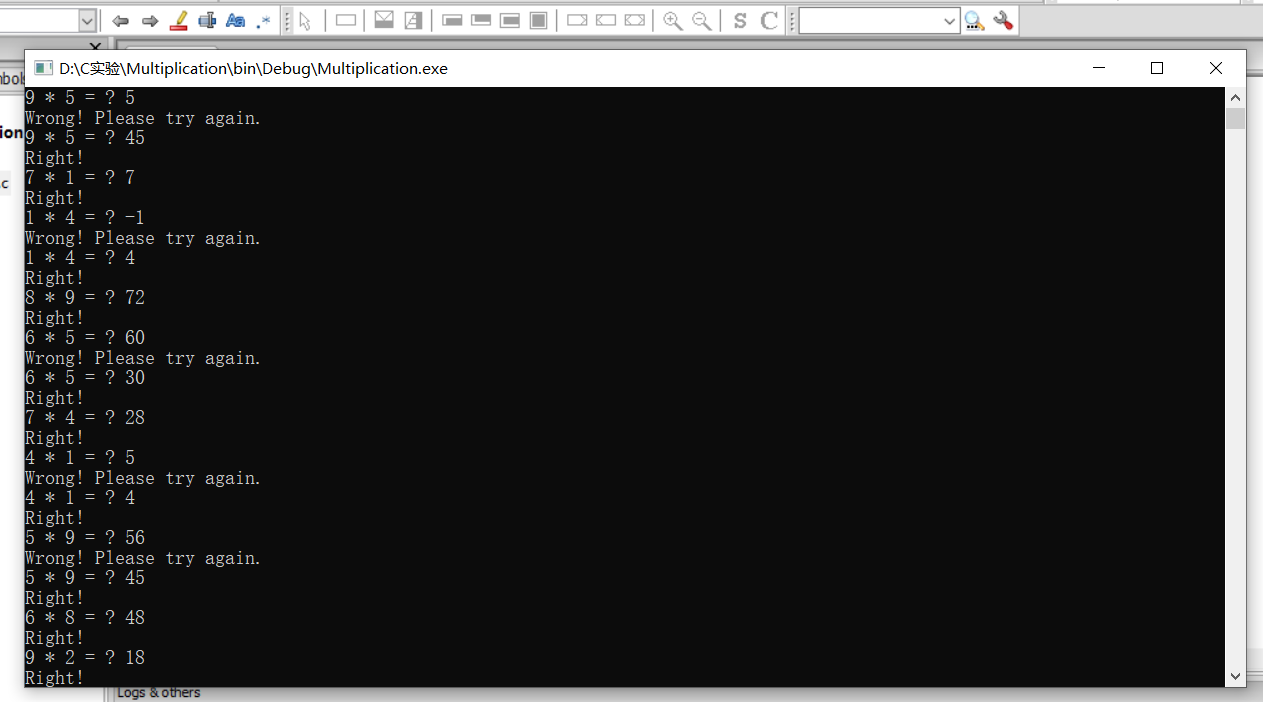 S C
D:\C实验\Multiplication\bin\Debug\Multiplication.exe
9 * 5 = ? 5
Wrong! Please try again.
9 * 5 = ? 45
Right!
7 * 1 = ? 7
Right!
1 * 4 = ? -1
Wrong! Please try again.
1 * 4 = ? 4
Right!
8 * 9 = ? 72
Right!
6 * 5 = ? 60
Wrong! Please try again.
6 * 5 = ? 30
Right!
7 * 4 = ? 28
Right!
4 * 1 = ? 5
Wrong! Please try again.
4 * 1 = ? 4
Right!
5 * 9 = ? 56
Wrong! Please try again.
5 * 9 = ? 45
Right!
6 * 8 = ? 48
Right!
9 * 2 = ? 18
Right!
Logs & others